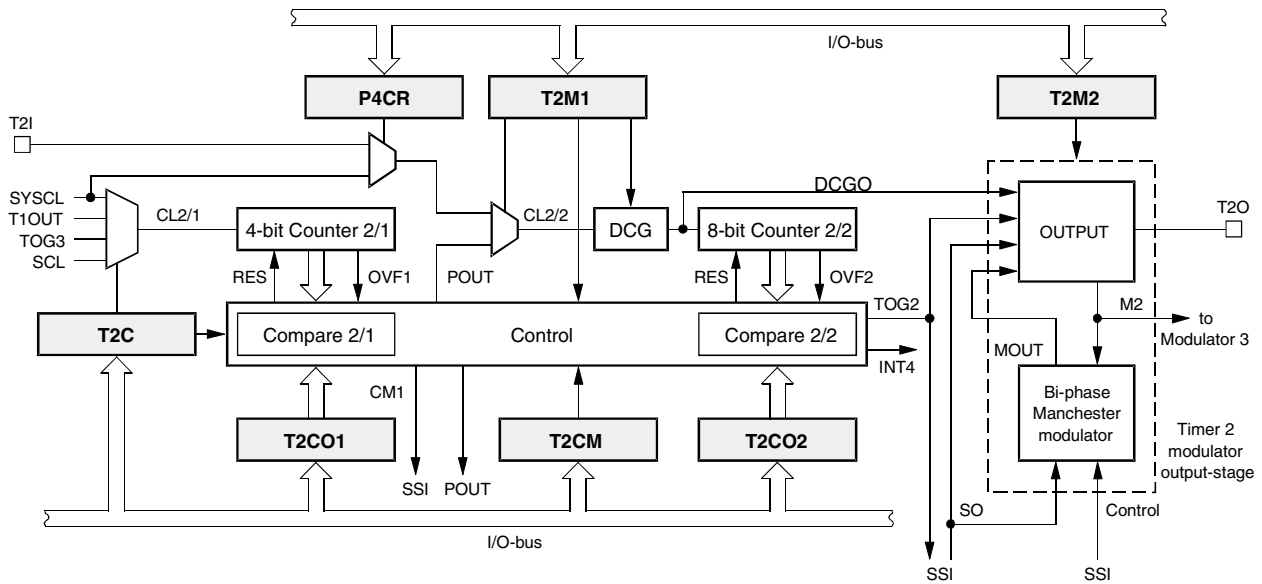 I/O-bus
P4CR
T2M1
T2M2
T2I
SYSCL
T1OUT
TOG3
SCL
CL2/1
4-bit Counter 2/1
CL2/2
DCG
8-bit Counter 2/2
DCGO
OUTPUT
T2O
RES
OVF1
POUT
RES
OVF2
TOG2
M2
to
Modulator 3
T2C
Compare 2/1
Control
Compare 2/2
INT4
MOUT
Bi-phase
Manchester
modulator
Timer 2
modulator
output-stage
CM1
T2CO1
T2CM
T2CO2
SSI
POUT
SO
Control
I/O-bus
SSI
SSI